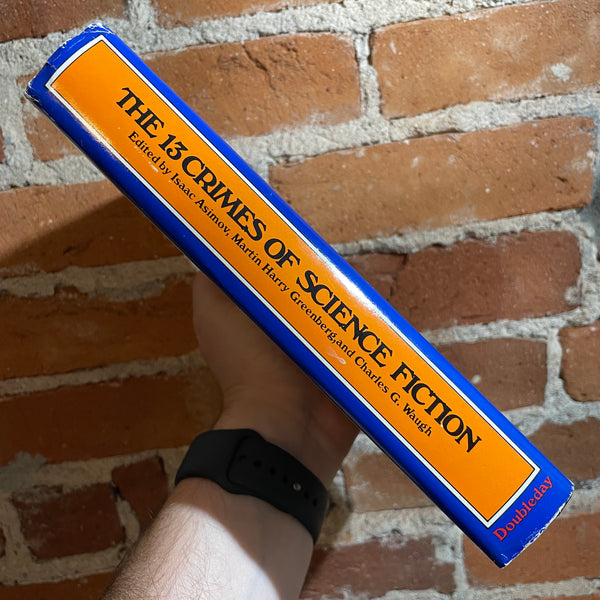 THE 13 CRIMES OF SCIENCE FICTION
Edited by Isaac Asimov, Martin Harry Greenberg, and Charles G. Waugh
Doubleday